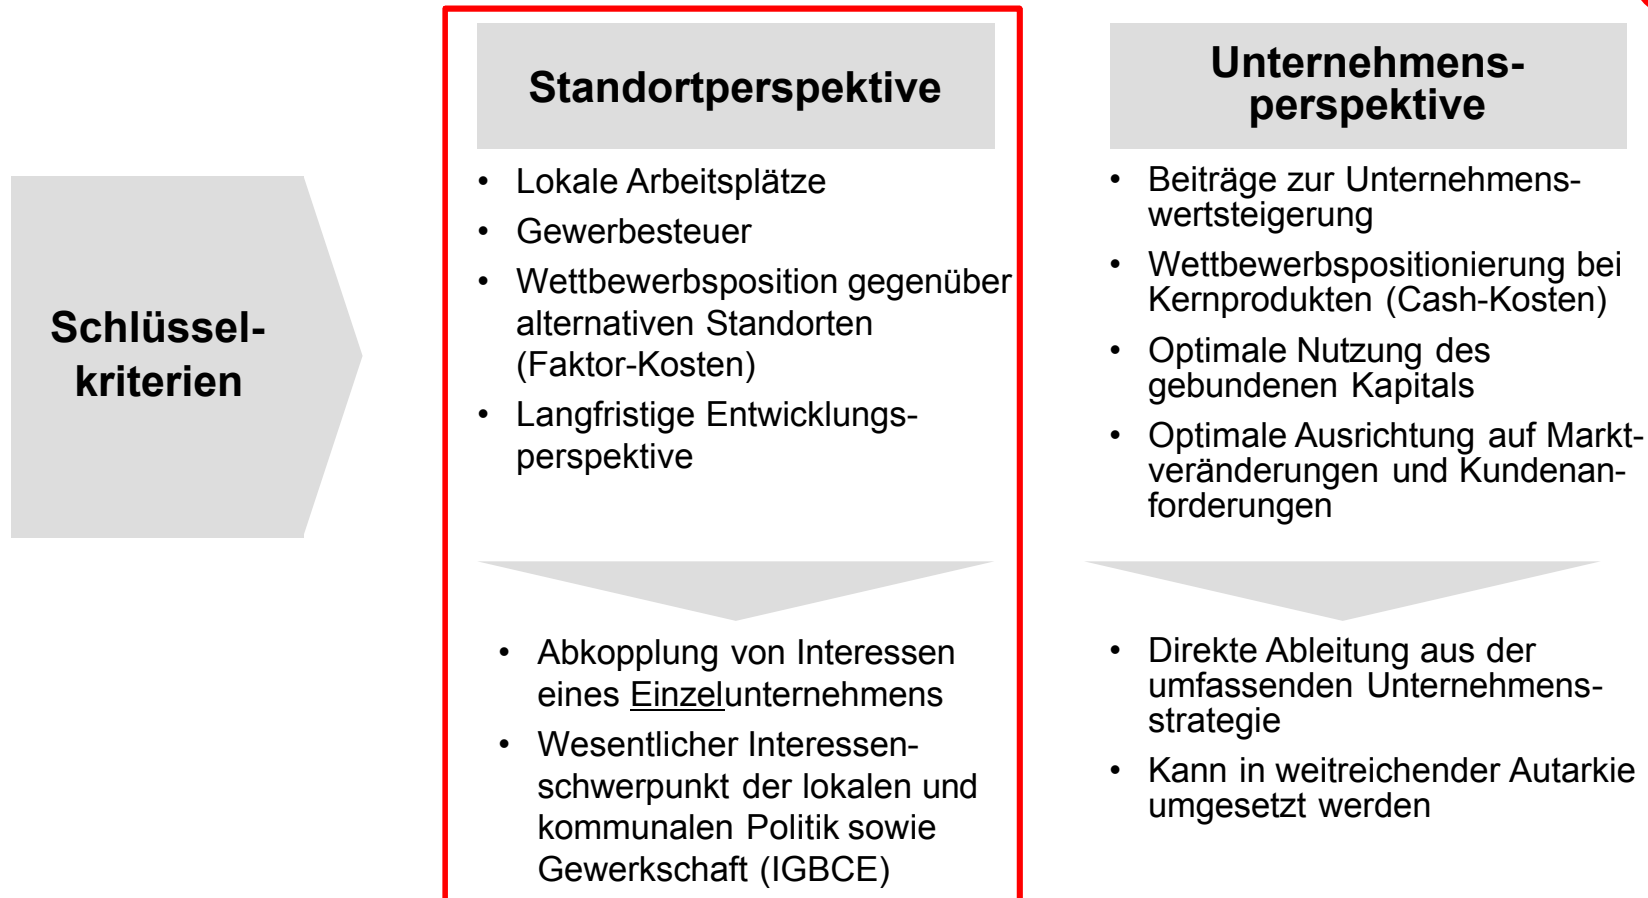 Schlüssel-
kriterien
Standortperspektive
• Lokale Arbeitsplätze
• Gewerbesteuer
• Wettbewerbsposition gegenüber
alternativen Standorten
(Faktor-Kosten)
• Langfristige Entwicklungs-
perspektive
• Abkopplung von Interessen
eines Einzelunternehmens
• Wesentlicher Interessen-
schwerpunkt der lokalen und
kommunalen Politik sowie
Gewerkschaft (IGBCE)
Unternehmens-
perspektive
• Beiträge zur Unternehmens-
wertsteigerung
• Wettbewerbspositionierung bei
Kernprodukten (Cash-Kosten)
• Optimale Nutzung des
gebundenen Kapitals
• Optimale Ausrichtung auf Markt-
veränderungen und Kundenan-
forderungen
• Direkte Ableitung aus der
umfassenden Unternehmens-
strategie
• Kann in weitreichender Autarkie
umgesetzt werden